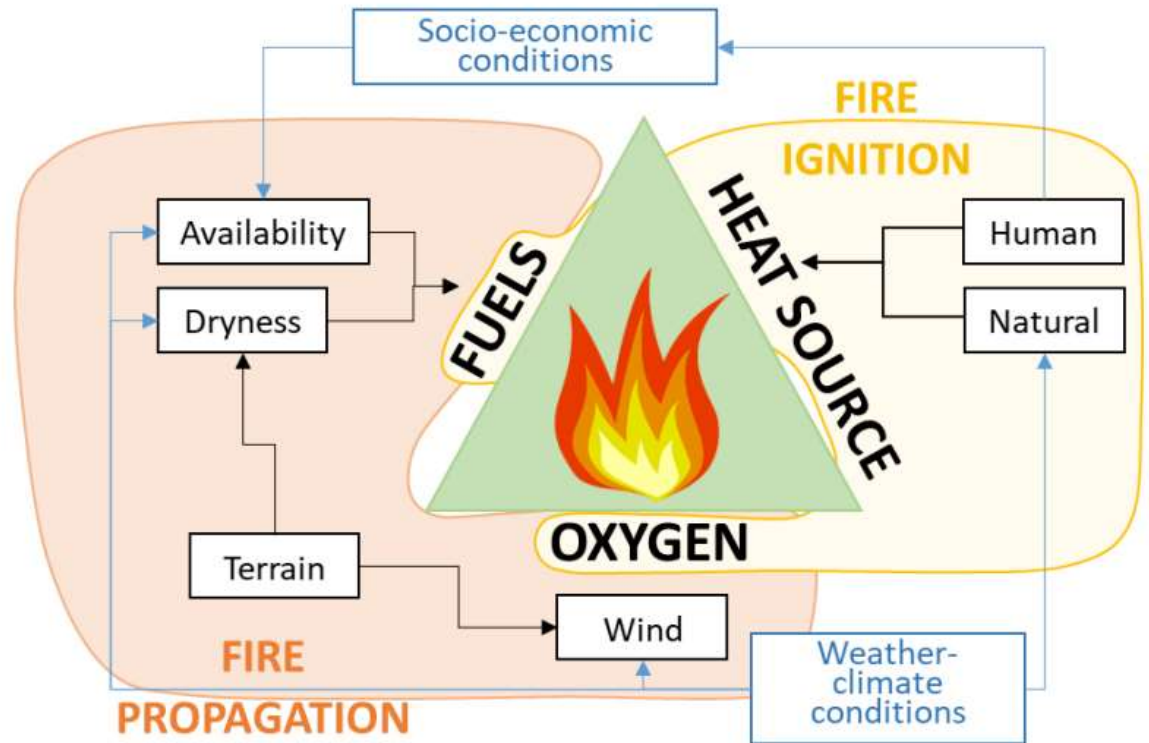 Socio-economic
conditions
FIRE
IGNITION
Availability
Dryness
FUELS
HEAT SOURCE
Human
Natural
OXYGEN
Terrain
Wind
FIRE
PROPAGATION
Weather-
climate
conditions